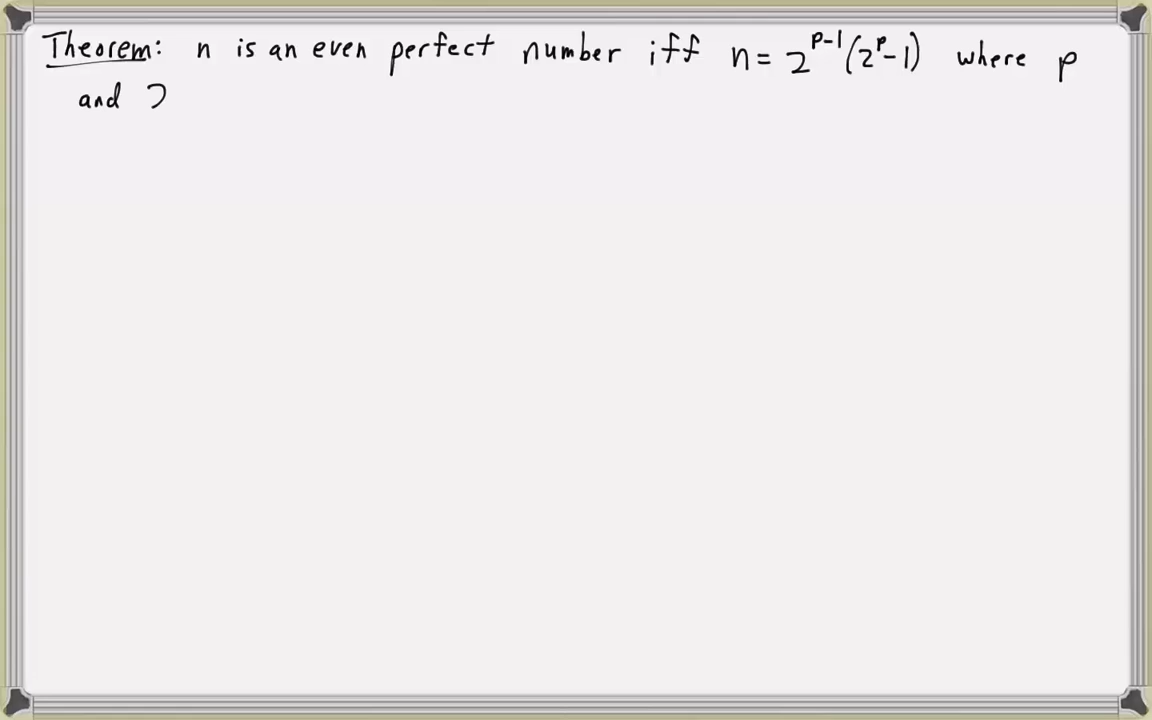 Theorem: n is an even perfect number iff n = 2^{p-1}(2^p-1) where p
and